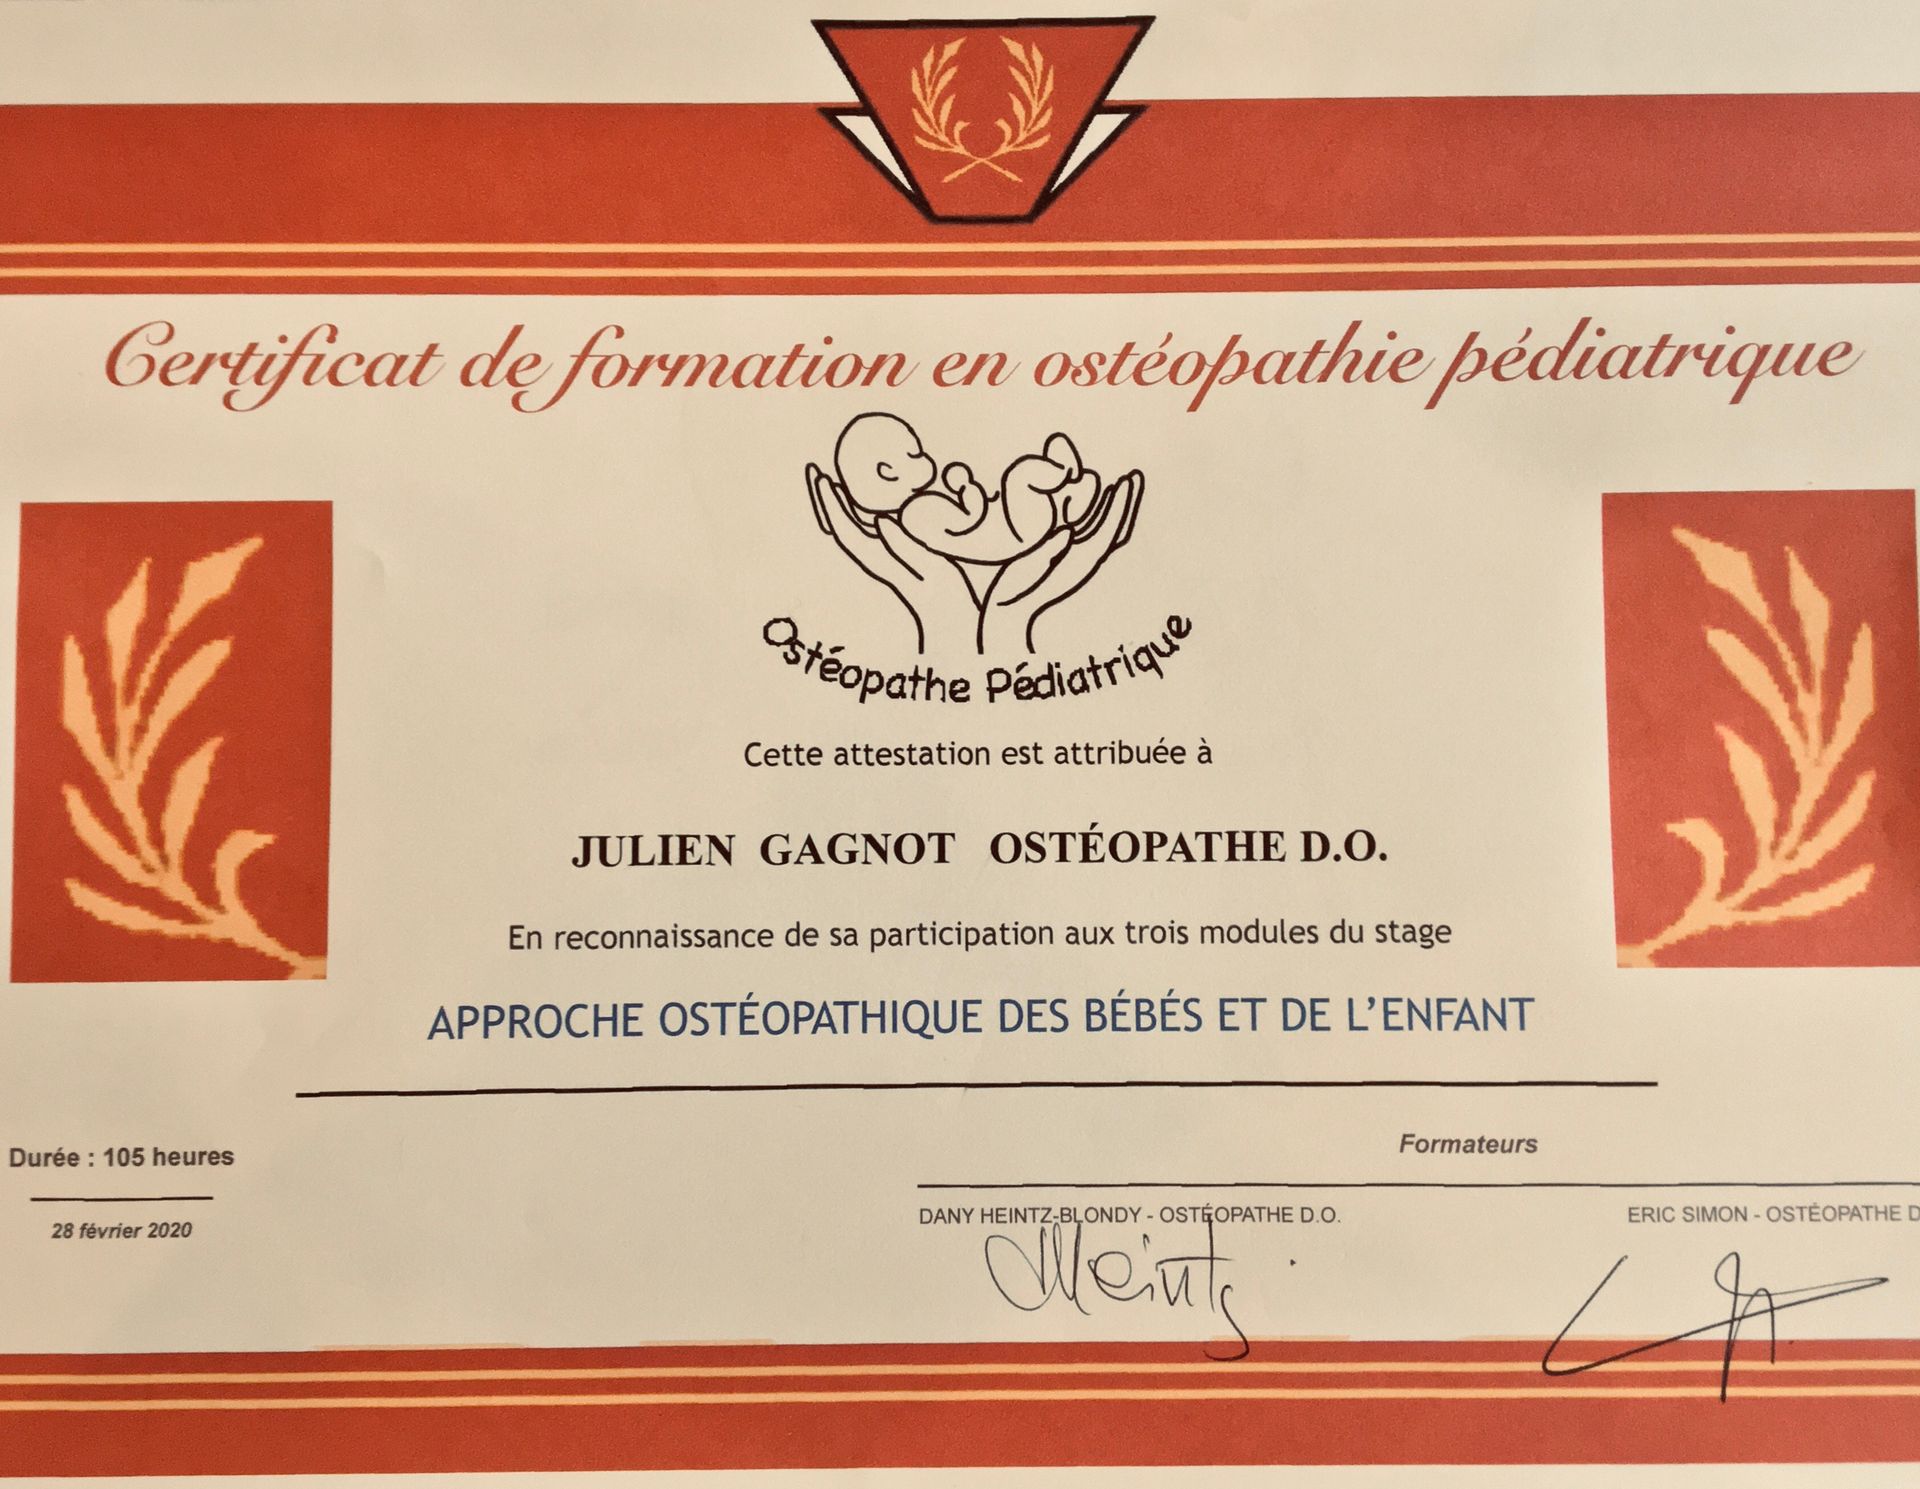 Certificat de formation en ostéopathie pédiatrique
Ostéopathe Pédiatrique
Cette attestation est attribuée à
JULIEN GAGNOT OSTÉOPATHE D.O.
En reconnaissance de sa participation aux trois modules du stage
APPROCHE OSTÉOPATHIQUE DES BÉBÉS ET DE L'ENFANT
Durée : 105 heures
28 février 2020
Formateurs
DANY HEINTZ-BLONDY - OSTÉOPATHE D.O.
ERIC SIMON - OSTÉOPATHE D
Heintz